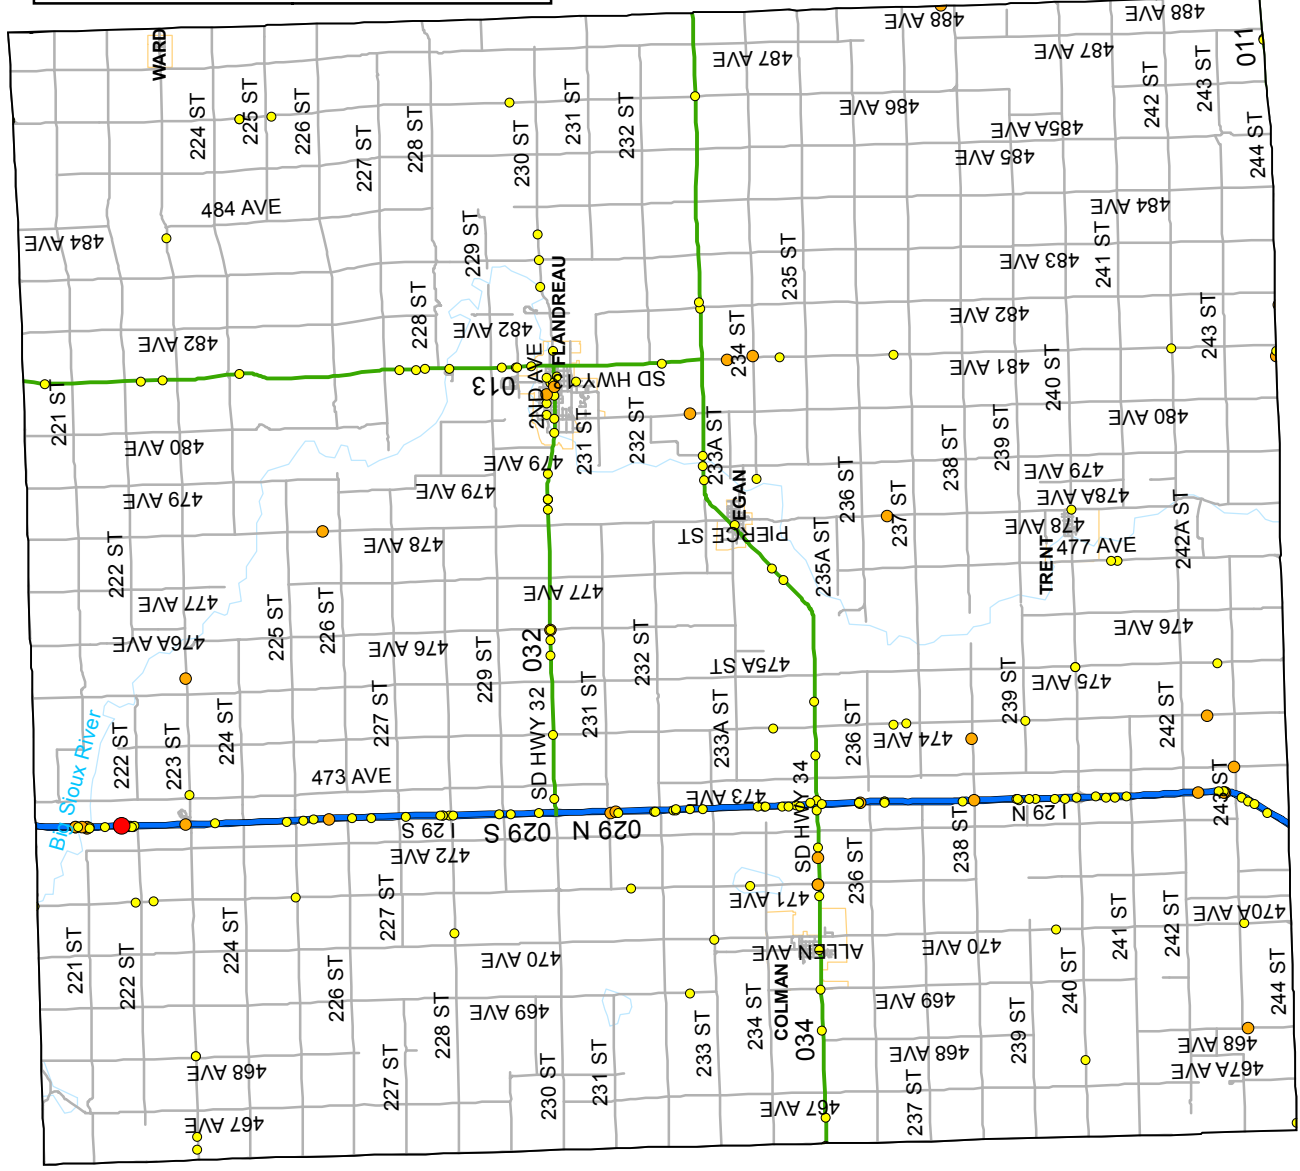 488 AVE
488 AVE
WARD
487 AVE
487 AVE
011
224 ST
225 ST
226 ST
227 ST
228 ST
230 ST
231 ST
232 ST
486 AVE
485A AVE
485 AVE
242 ST
243 ST
244 ST
484 AVE
484 AVE
484 AVE
229 ST
235 ST
483 AVE
241 ST
482 AVE
228 ST
482 AVE
FLANDREAU
234 ST
482 AVE
243 ST
481 AVE
240 ST
221 ST
013
2ND AVE
SD HWY 13
480 AVE
231 ST
232 ST
233A ST
480 AVE
238 ST
239 ST
479 AVE
479 AVE
479 AVE
479 AVE
478A AVE
EGAN
236 ST
237 ST
478 AVE
478 AVE
PIERCE ST
TRENT
477 AVE
242A ST
222 ST
235A ST
477 AVE
477 AVE
476A AVE
225 ST
226 ST
476 AVE
229 ST
032
232 ST
476 AVE
475A ST
475 AVE
239 ST
Big Sioux River
222 ST
223 ST
224 ST
227 ST
SD HWY 32
231 ST
233A ST
236 ST
474 AVE
242 ST
473 AVE
473 AVE
SD HWY 34
243 ST
I 29 S
029 S
029 N
I 29 N
472 AVE
238 ST
236 ST
471 AVE
227 ST
470A AVE
221 ST
222 ST
224 ST
226 ST
470 AVE
ALLEN AVE
470 AVE
240 ST
241 ST
242 ST
244 ST
COLMAN
228 ST
469 AVE
234 ST
469 AVE
239 ST
233 ST
034
468 AVE
227 ST
230 ST
231 ST
468 AVE
468 AVE
467A AVE
467 AVE
467 AVE
237 ST